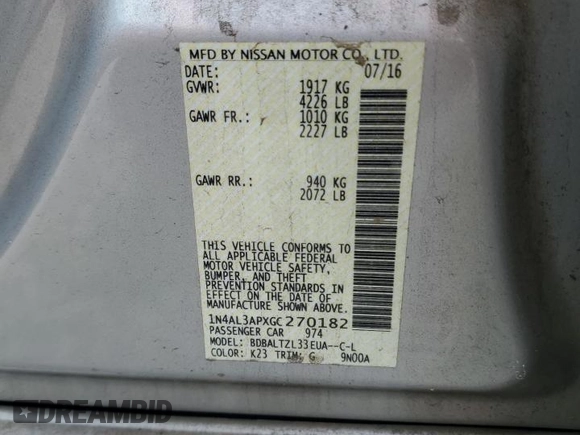 MFD BY NISSAN MOTOR CO., LTD.
DATE: 07/16
GVWR: 1917 KG
4226 LB
GAWR FR.: 1010 KG
2227 LB
GAWR RR.: 940 KG
2072 LB
THIS VEHICLE CONFORMS TO
ALL APPLICABLE FEDERAL
MOTOR VEHICLE SAFETY,
BUMPER, AND THEFT
PREVENTION STANDARDS IN
EFFECT ON THE DATE OF
MANUFACTURE SHOWN ABOVE.
1N4AL3APXGC270182
PASSENGER CAR 974
MODEL: BDBALTZL33EUA--C-L
COLOR: K23 TRIM: G 9N00A
DREAMBID